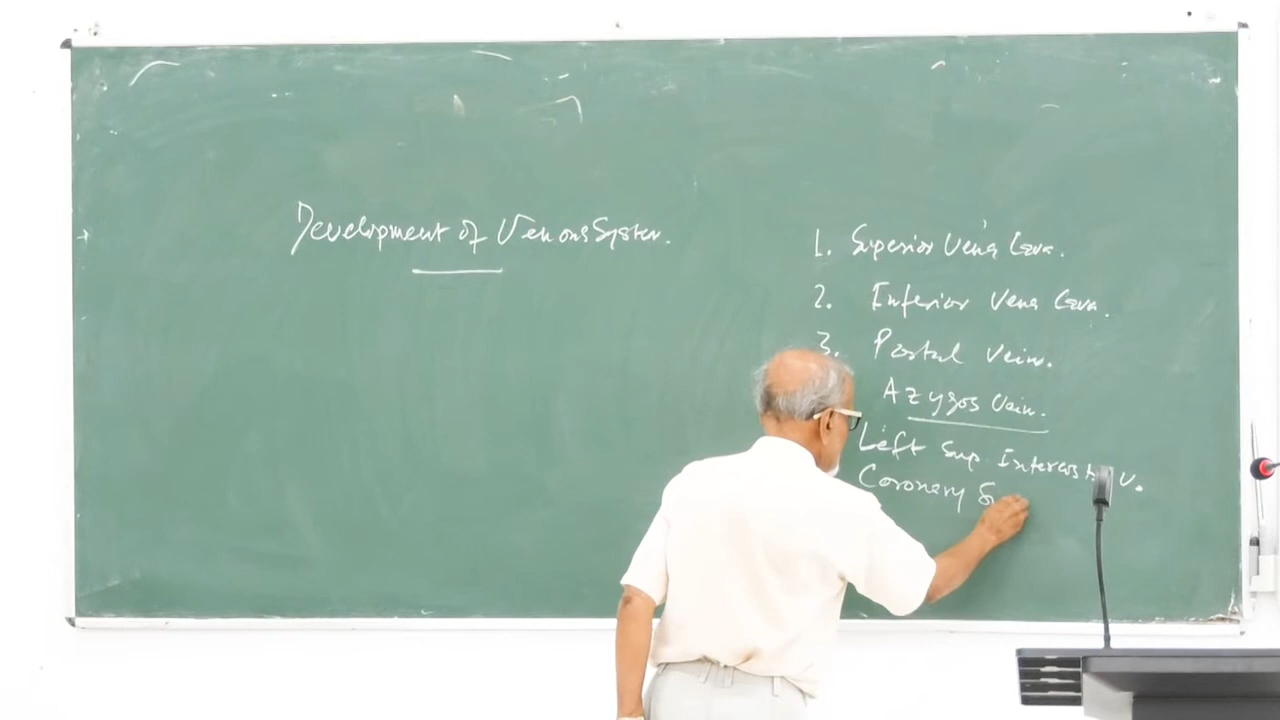 Development of Venous System.
1. Superior Vena Cava.
2. Inferior Vena Cava.
3. Portal Vein.
Azygos Vein.
Left Sup Intercost V.
Coronary S